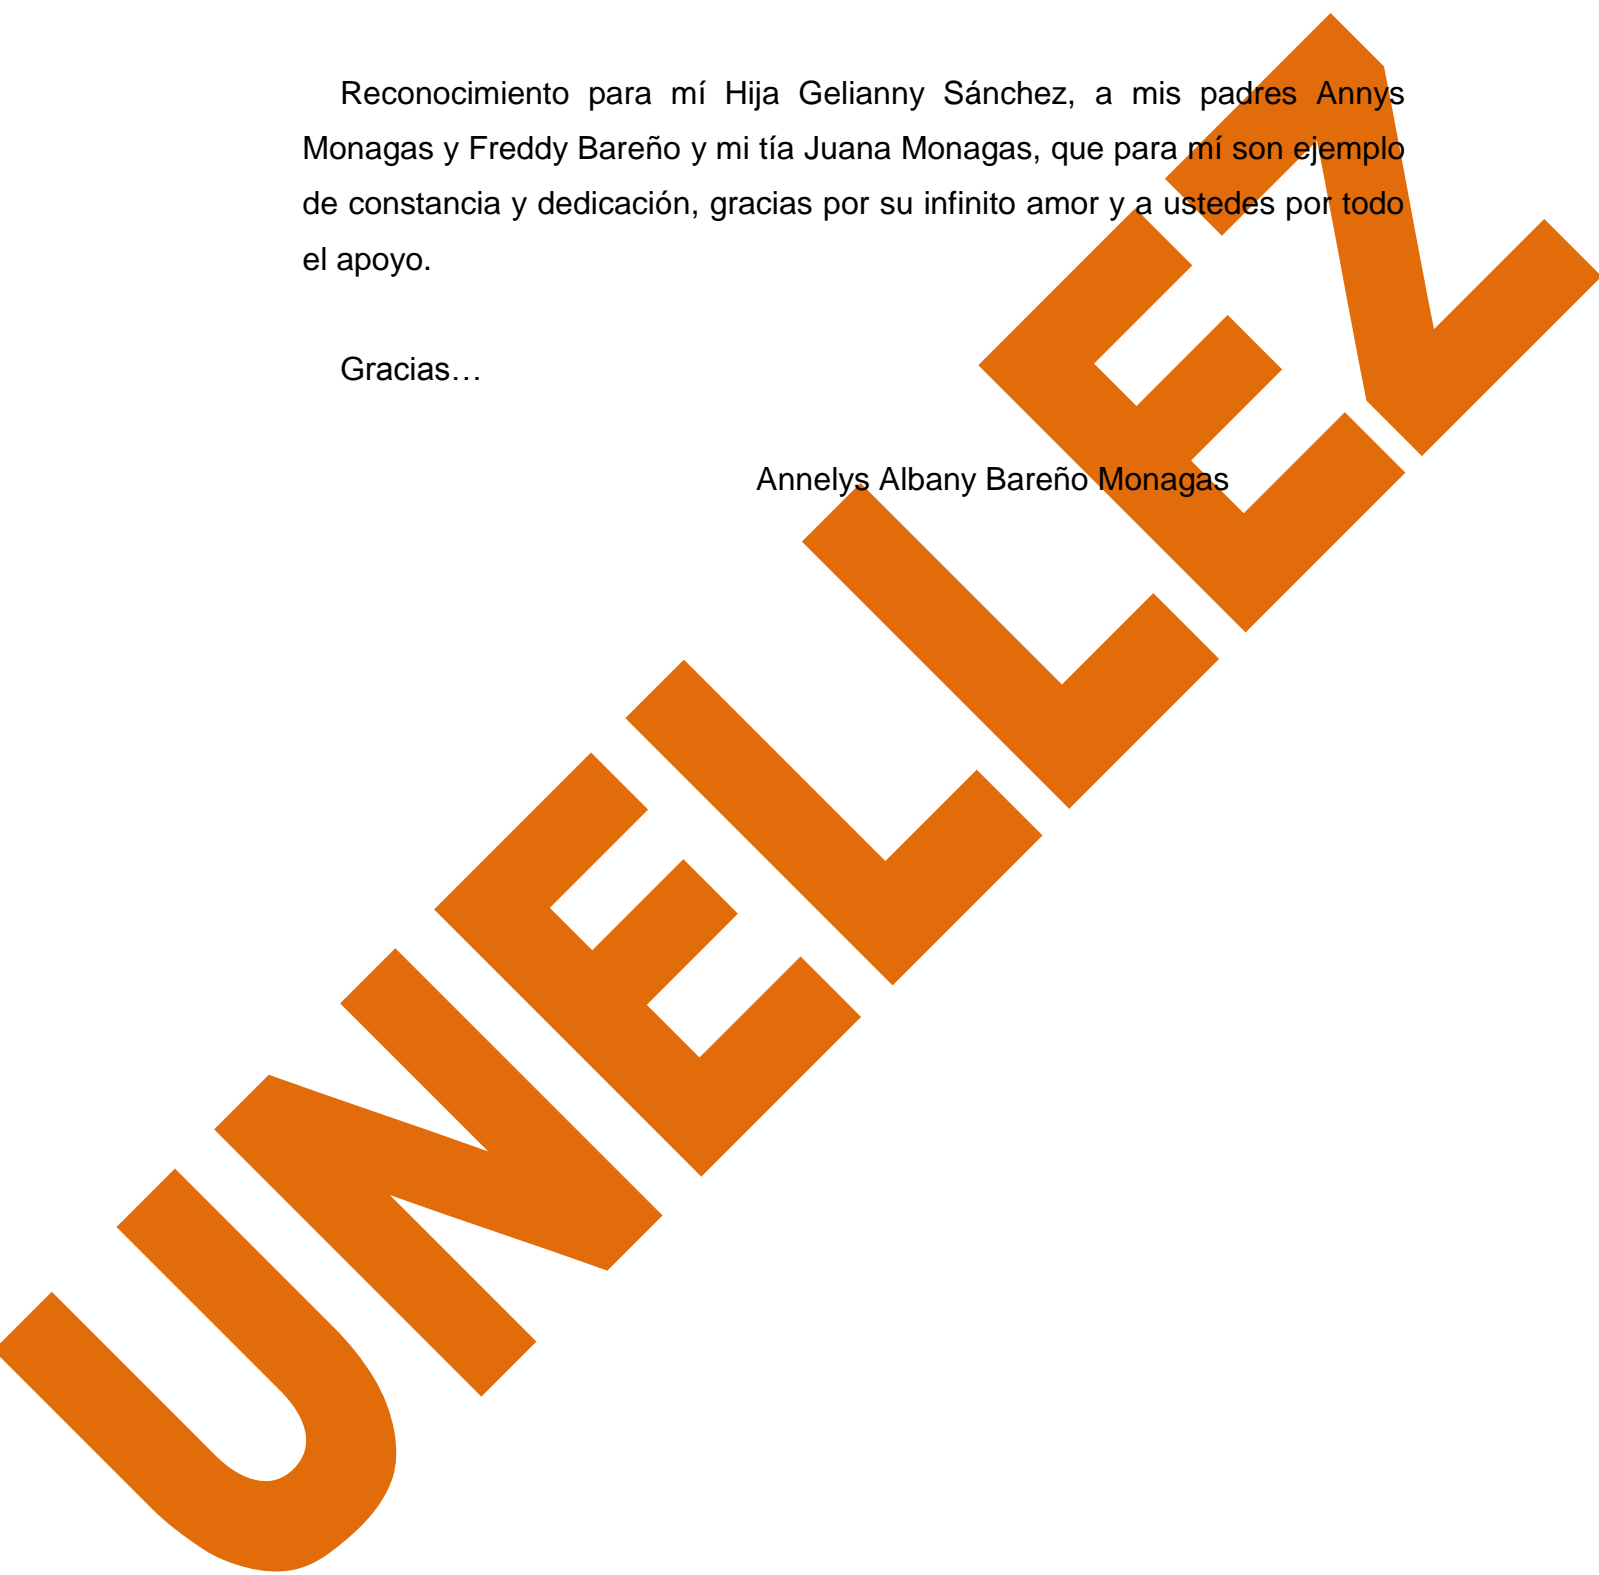 Reconocimiento para mí Hija Gelianny Sánchez, a mis padres Annys
Monagas y Freddy Bareño y mi tía Juana Monagas, que para mí son ejemplo
de constancia y dedicación, gracias por su infinito amor y a ustedes por todo
el apoyo.
Gracias…
Annelys Albany Bareño Monagas
UNELLEZ